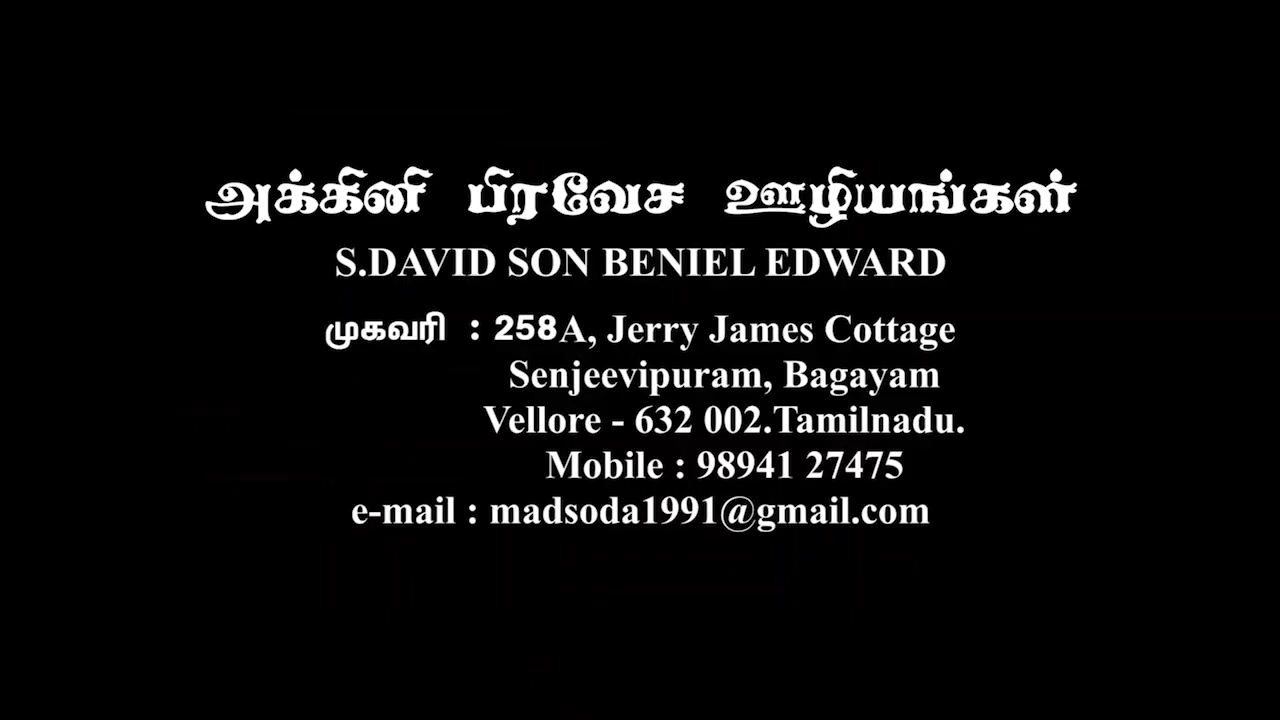 அக்கினி பிரவேச ஊழியங்கள்
S.DAVID SON BENIEL EDWARD
முகவரி : 258A, Jerry James Cottage
Senjeevipuram, Bagayam
Vellore - 632 002.Tamilnadu.
Mobile : 98941 27475
e-mail : madsoda1991@gmail.com